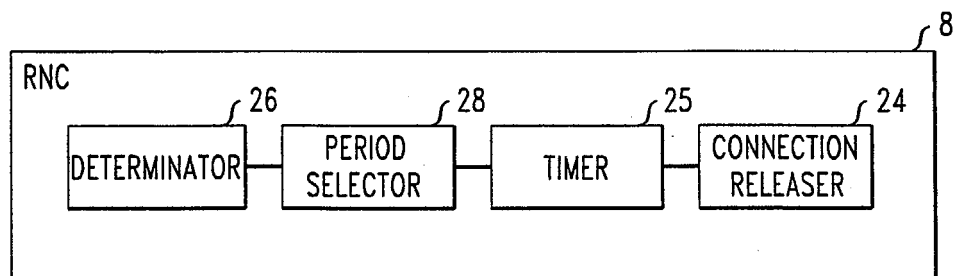 8
RNC
26
28
25
24
DETERMINATOR
PERIOD
SELECTOR
TIMER
CONNECTION
RELEASER